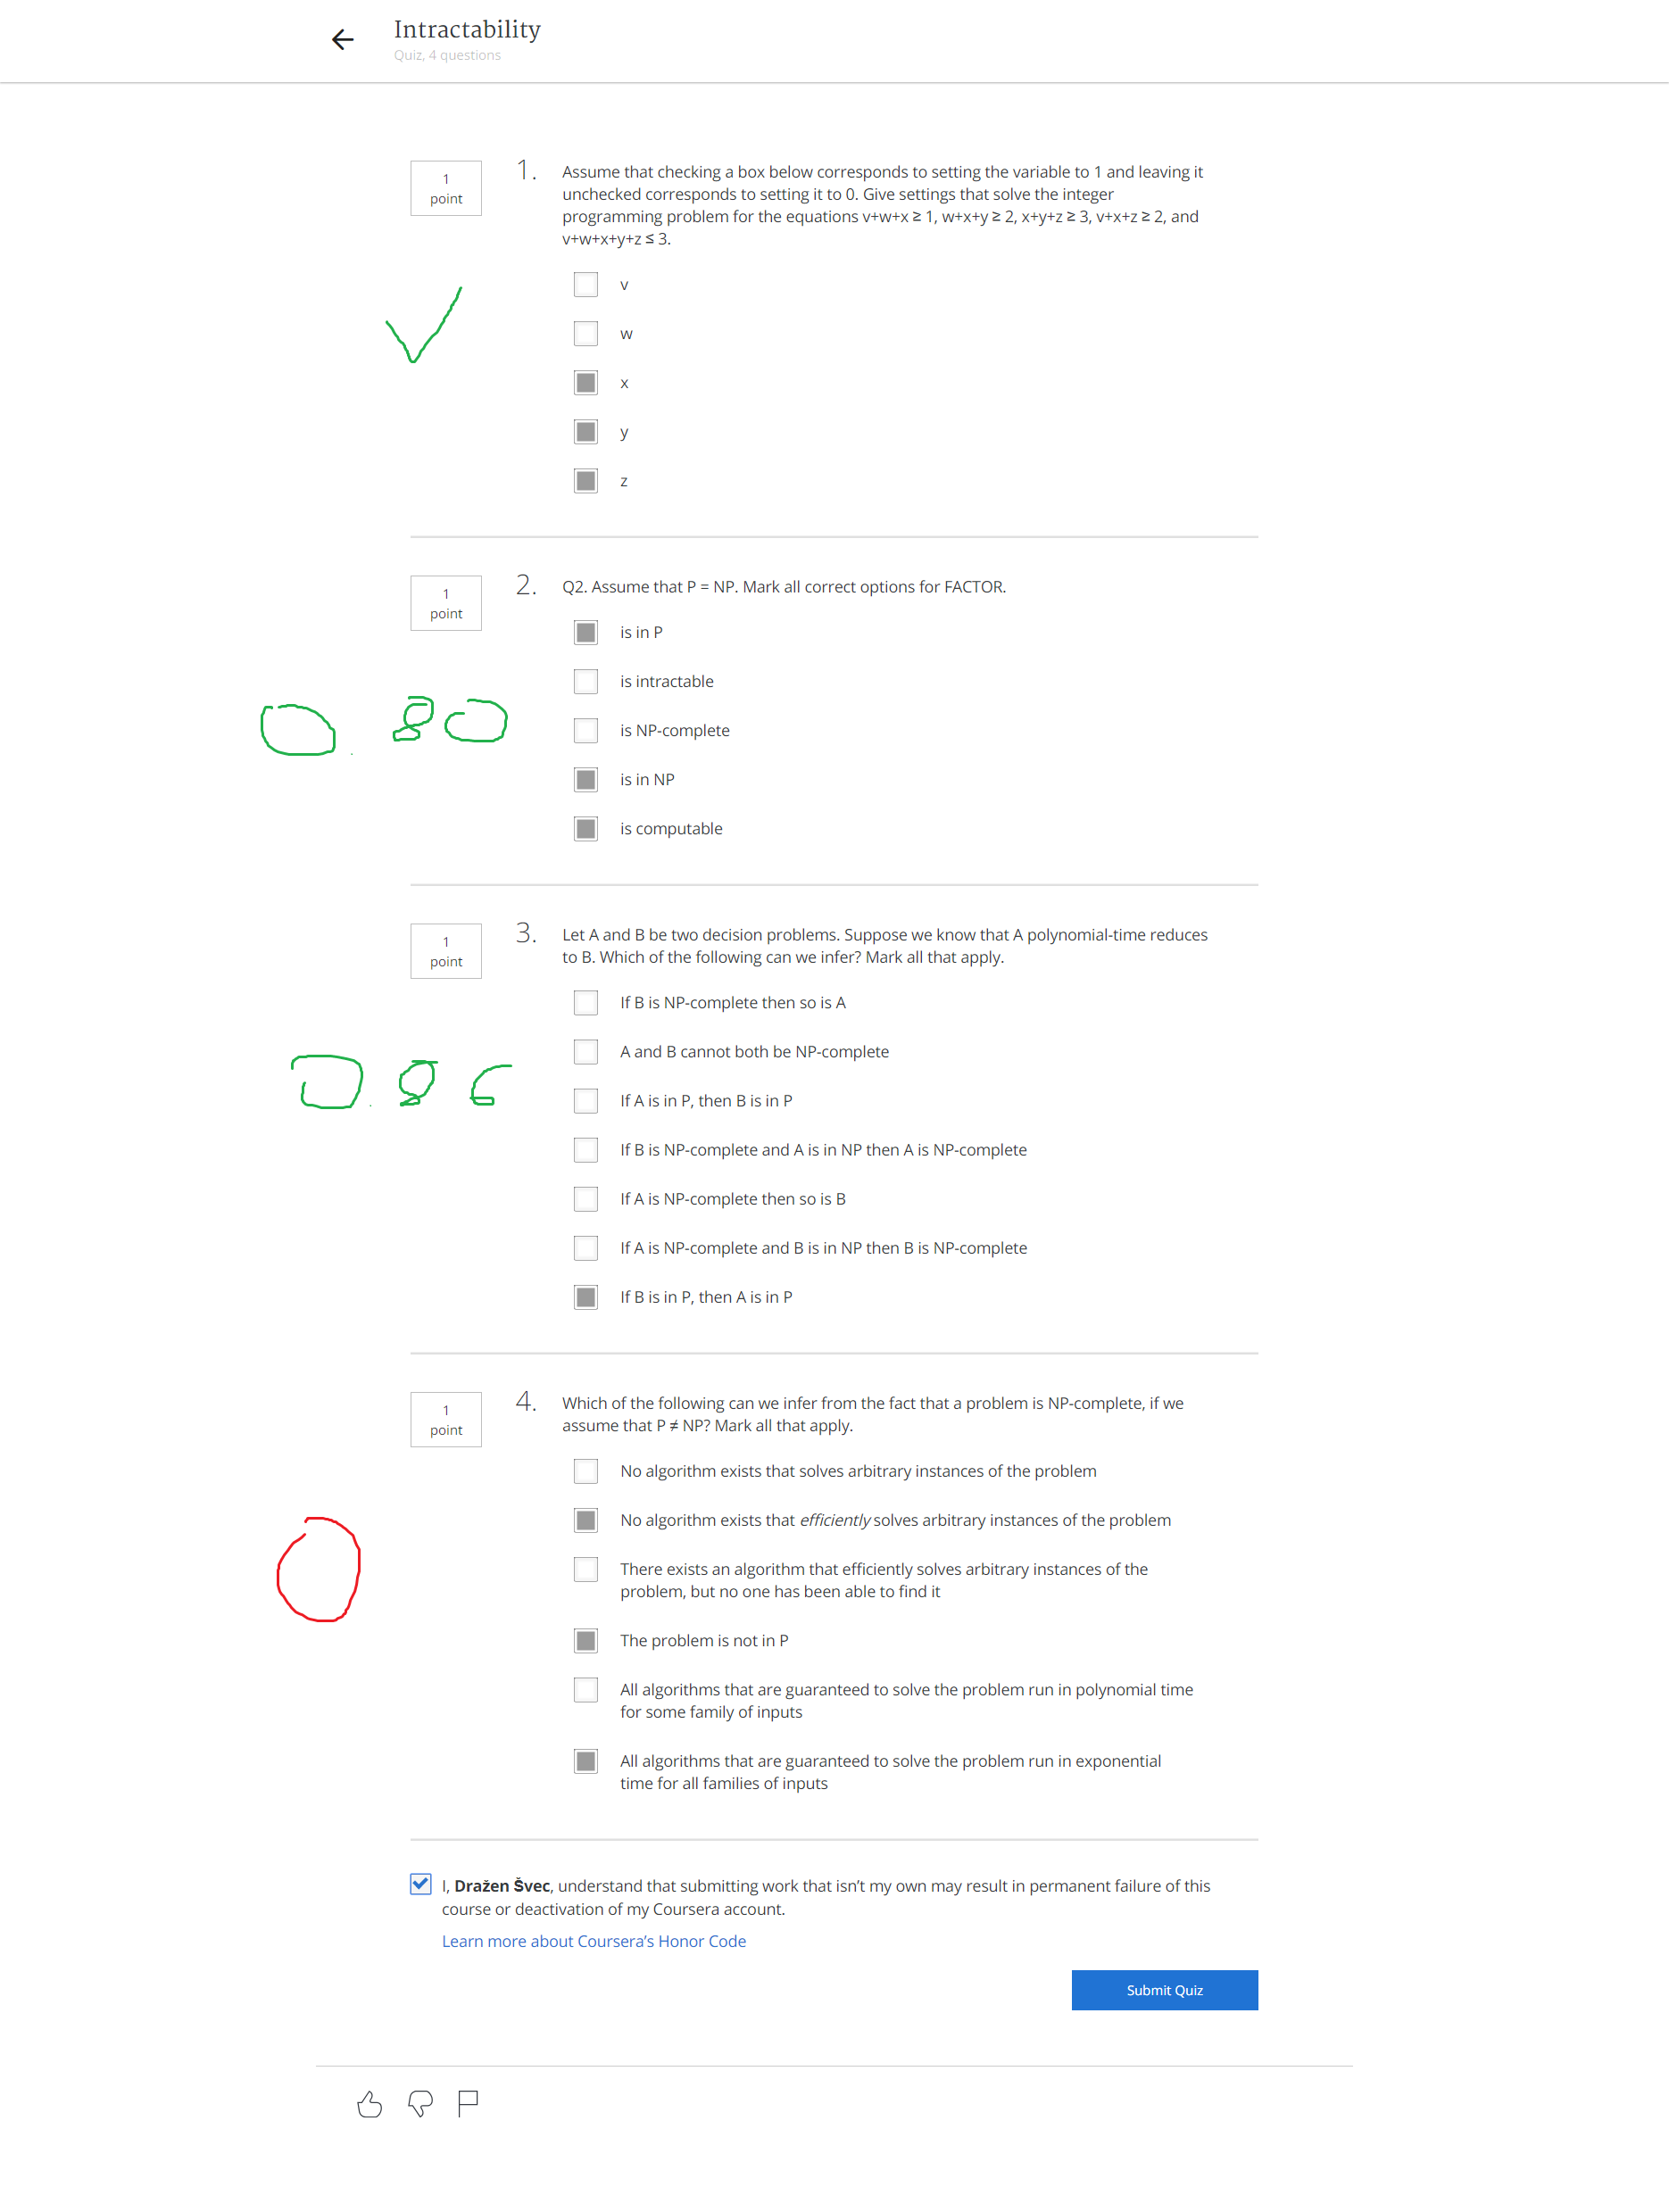 Intractability
Quiz, 4 questions
1
point
1.
Assume that checking a box below corresponds to setting the variable to 1 and leaving it
unchecked corresponds to setting it to 0. Give settings that solve the integer
programming problem for the equations v+w+x ≥ 1, w+x+y ≥ 2, x+y+z ≥ 3, v+x+z ≥ 2, and
v+w+x+y+z ≤ 3.
v
w
x
y
z
1
point
2.
Q2. Assume that P = NP. Mark all correct options for FACTOR.
is in P
is intractable
0.80
is NP-complete
is in NP
is computable
1
point
3.
Let A and B be two decision problems. Suppose we know that A polynomial-time reduces
to B. Which of the following can we infer? Mark all that apply.
If B is NP-complete then so is A
A and B cannot both be NP-complete
0.86
If A is in P, then B is in P
If B is NP-complete and A is in NP then A is NP-complete
If A is NP-complete then so is B
If A is NP-complete and B is in NP then B is NP-complete
If B is in P, then A is in P
1
point
4.
Which of the following can we infer from the fact that a problem is NP-complete, if we
assume that P ≠ NP? Mark all that apply.
No algorithm exists that solves arbitrary instances of the problem
No algorithm exists that efficiently solves arbitrary instances of the problem
0
There exists an algorithm that efficiently solves arbitrary instances of the
problem, but no one has been able to find it
The problem is not in P
All algorithms that are guaranteed to solve the problem run in polynomial time
for some family of inputs
All algorithms that are guaranteed to solve the problem run in exponential
time for all families of inputs
I, Dražen Švec, understand that submitting work that isn't my own may result in permanent failure of this
course or deactivation of my Coursera account.
Learn more about Coursera's Honor Code
Submit Quiz